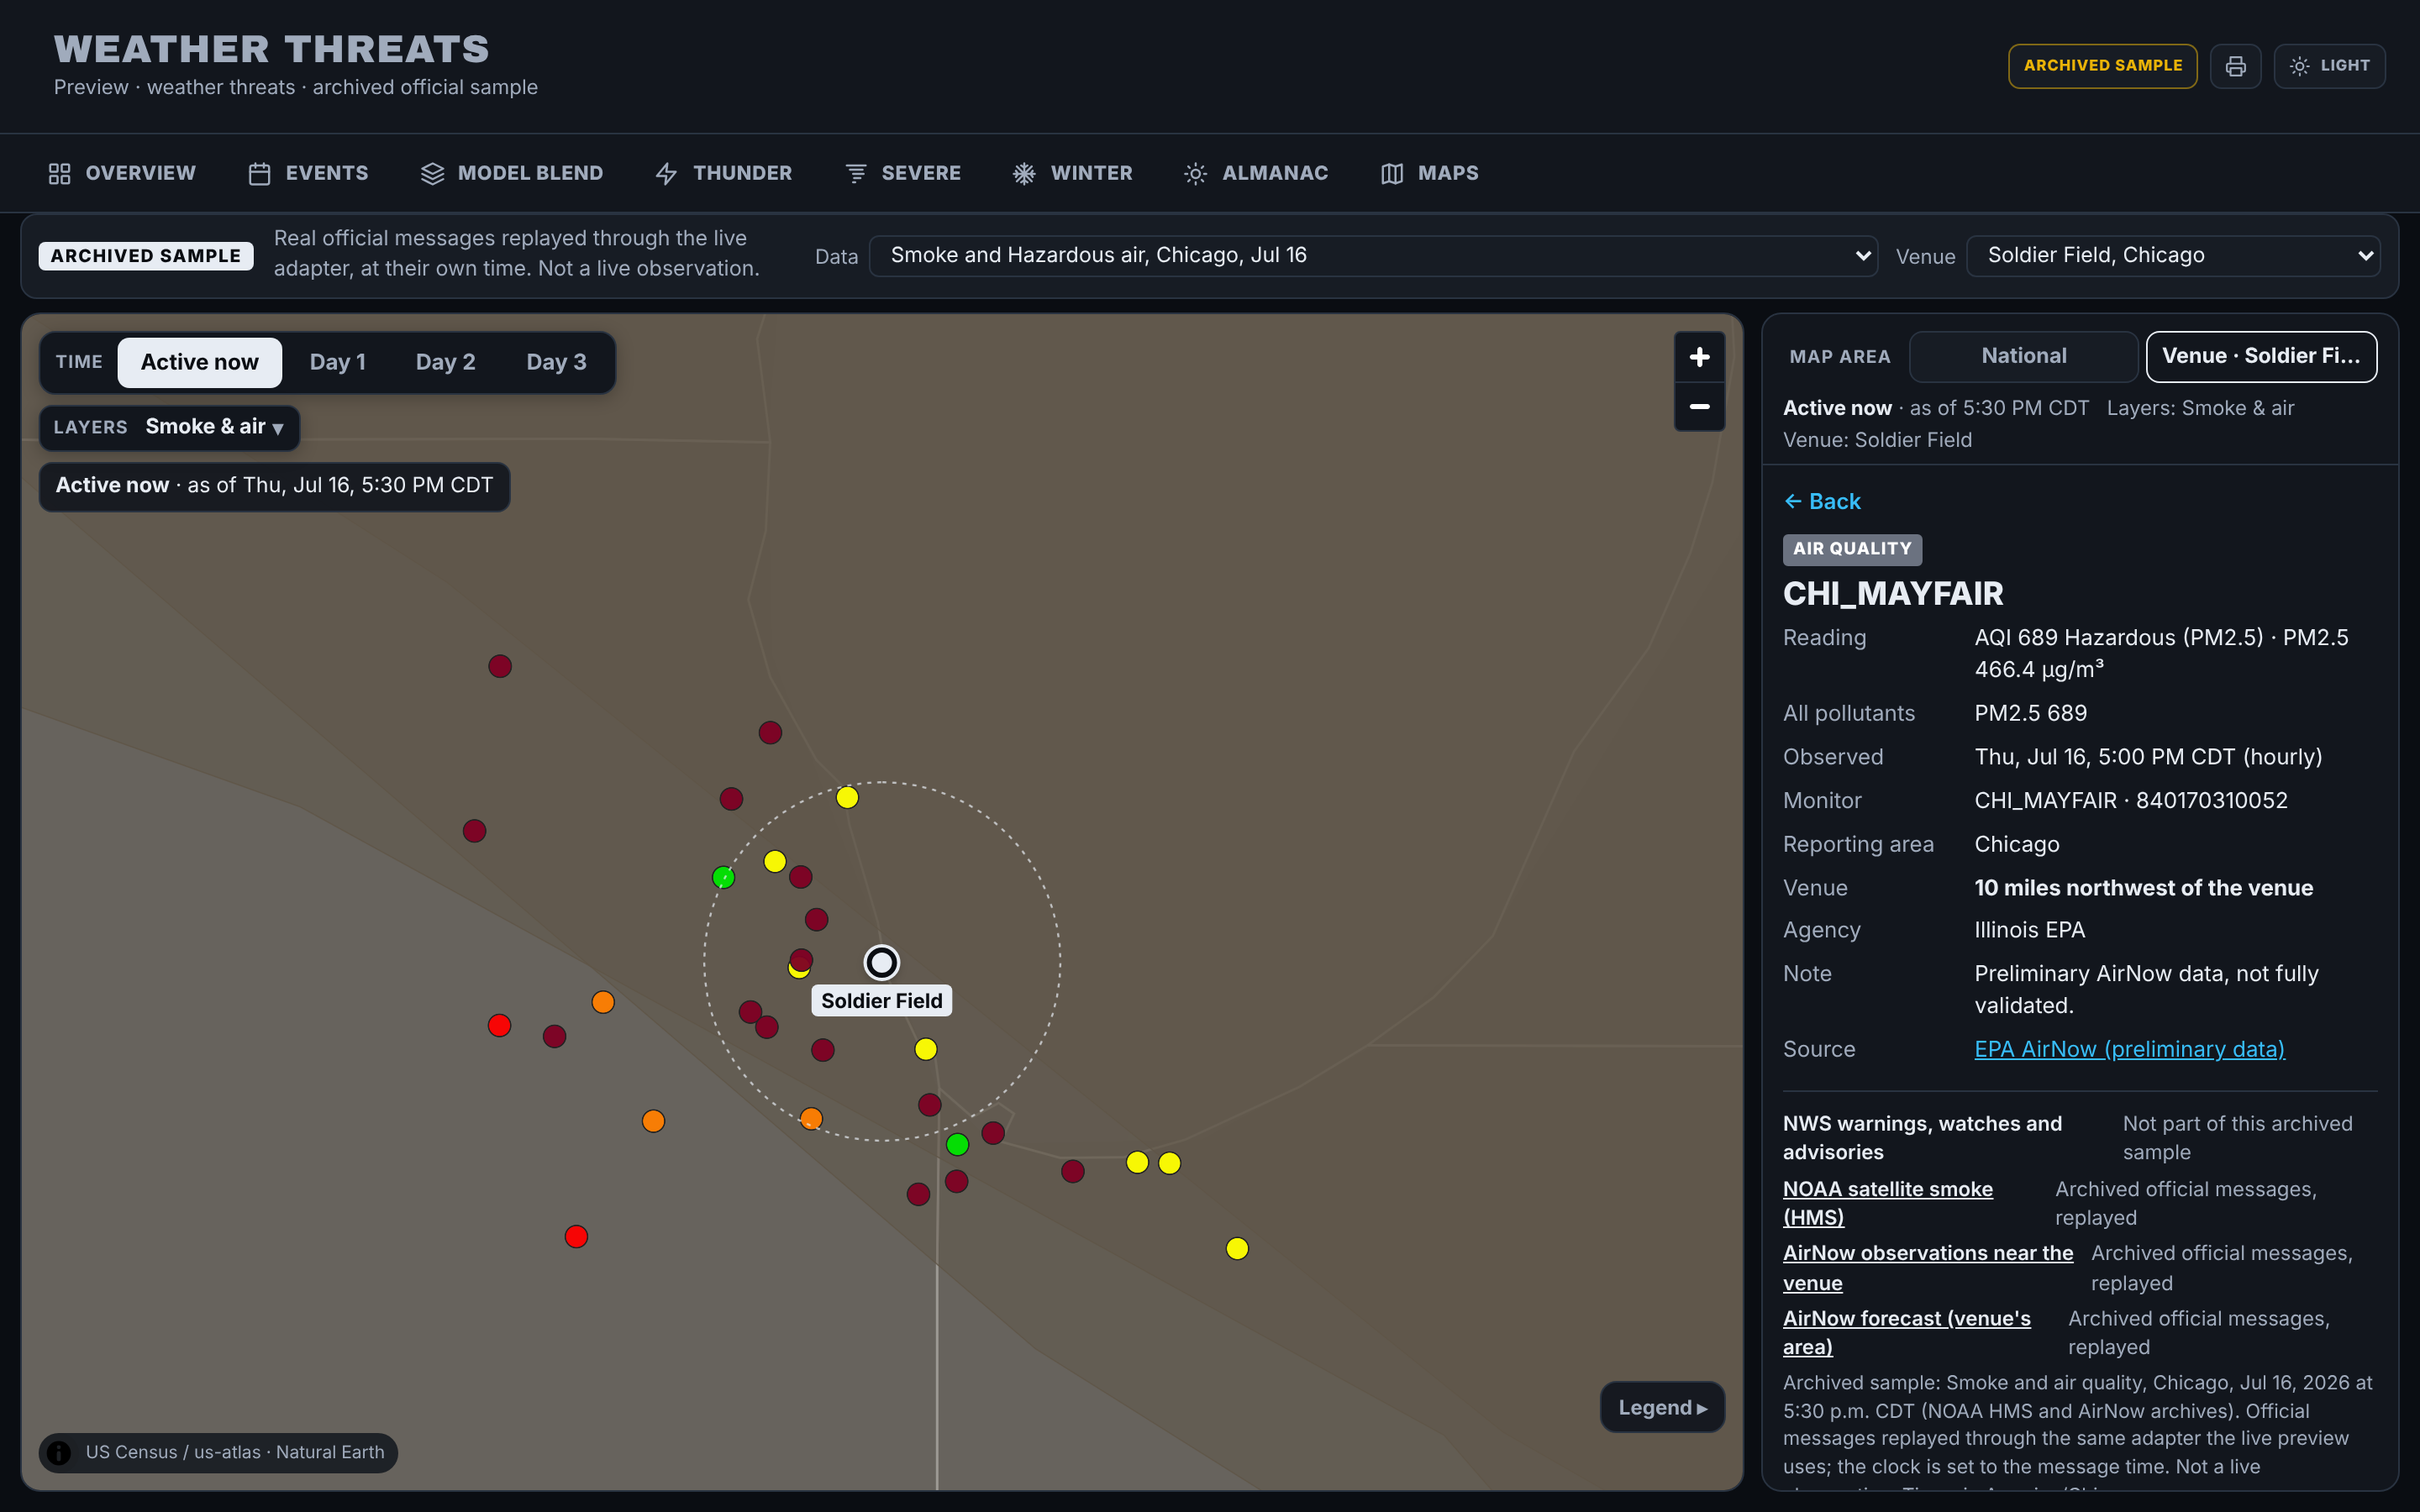 WEATHER THREATS
Preview · weather threats · archived official sample
ARCHIVED SAMPLE
LIGHT
OVERVIEW
EVENTS
MODEL BLEND
THUNDER
SEVERE
WINTER
ALMANAC
MAPS
ARCHIVED SAMPLE
Real official messages replayed through the live
adapter, at their own time. Not a live observation.
Data
Smoke and Hazardous air, Chicago, Jul 16
Venue
Soldier Field, Chicago
TIME
Active now
Day 1
Day 2
Day 3
LAYERS Smoke & air ▾
Active now · as of Thu, Jul 16, 5:30 PM CDT
+
−
Soldier Field
Legend ▸
US Census / us-atlas · Natural Earth
MAP AREA
National
Venue · Soldier Fi...
Active now · as of 5:30 PM CDT Layers: Smoke & air
Venue: Soldier Field
← Back
AIR QUALITY
CHI_MAYFAIR
Reading
AQI 689 Hazardous (PM2.5) · PM2.5
466.4 µg/m³
All pollutants
PM2.5 689
Observed
Thu, Jul 16, 5:00 PM CDT (hourly)
Monitor
CHI_MAYFAIR · 840170310052
Reporting area
Chicago
Venue
10 miles northwest of the venue
Agency
Illinois EPA
Note
Preliminary AirNow data, not fully
validated.
Source
EPA AirNow (preliminary data)
NWS warnings, watches and
advisories
Not part of this archived
sample
NOAA satellite smoke
(HMS)
Archived official messages,
replayed
AirNow observations near the
venue
Archived official messages,
replayed
AirNow forecast (venue's
area)
Archived official messages,
replayed
Archived sample: Smoke and air quality, Chicago, Jul 16, 2026 at
5:30 p.m. CDT (NOAA HMS and AirNow archives). Official
messages replayed through the same adapter the live preview
uses; the clock is set to the message time. Not a live